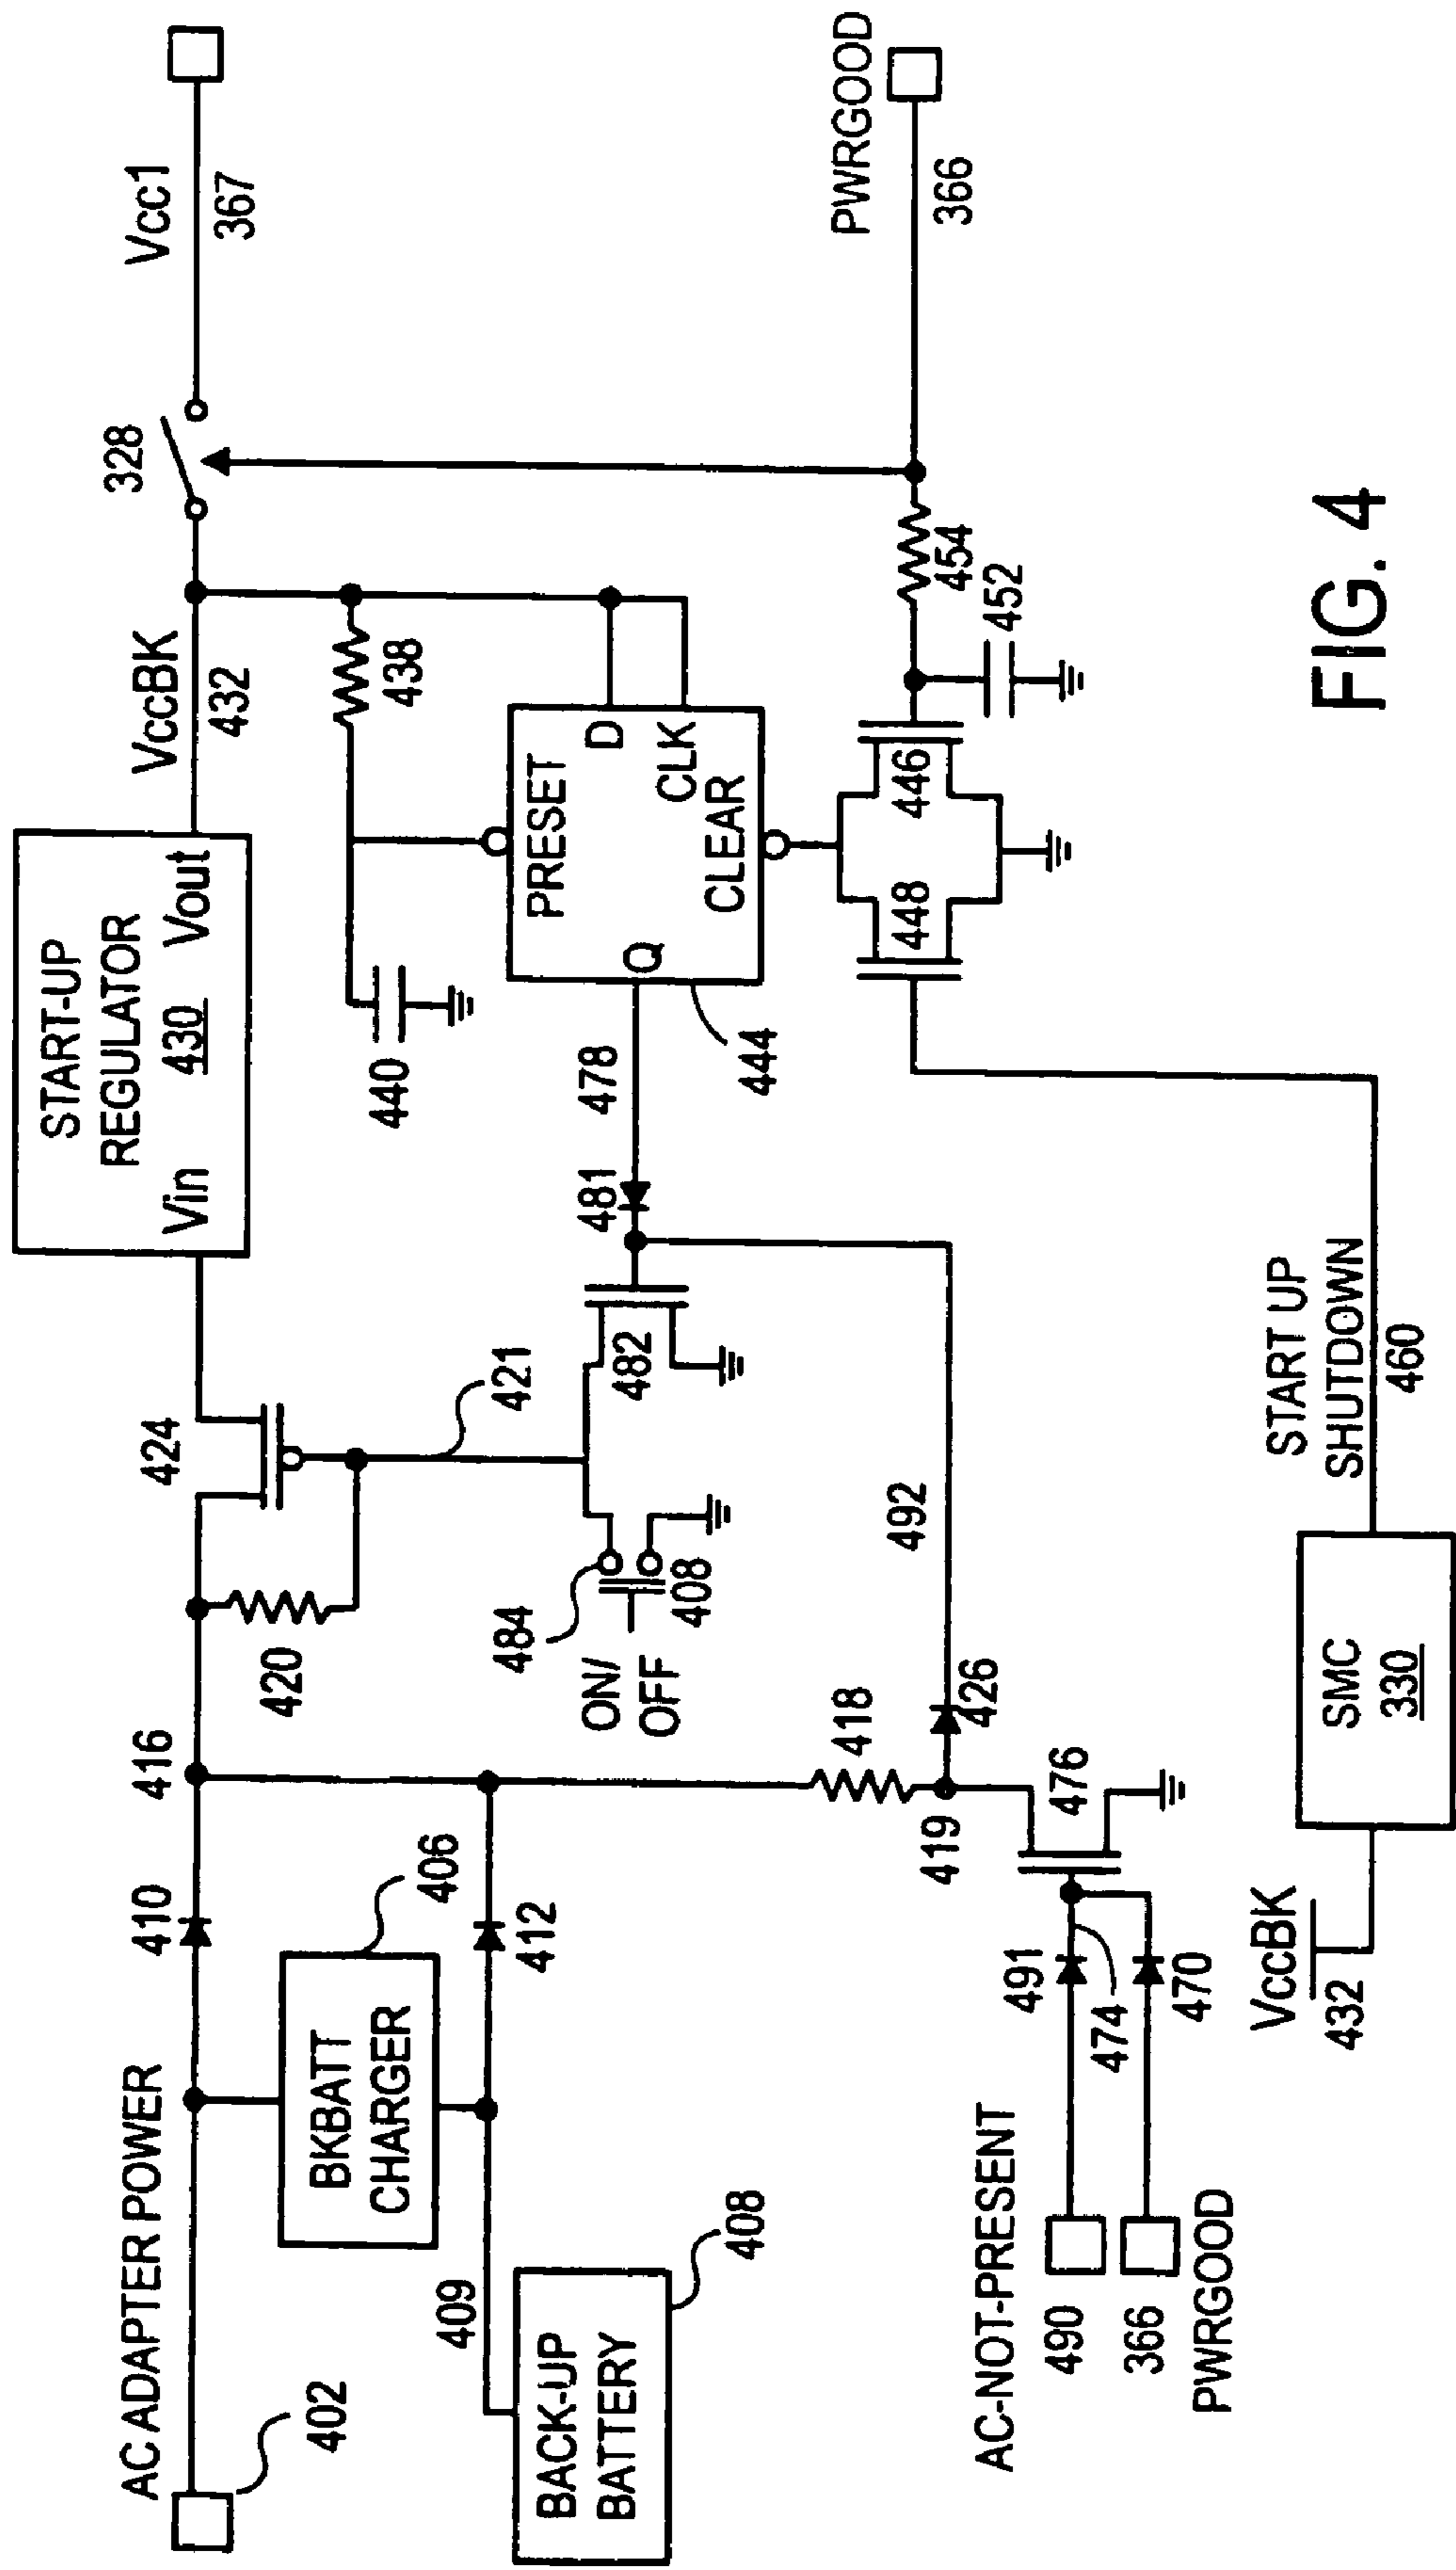 AC ADAPTER POWER
402
410
416
420
424
START-UP
REGULATOR
430
Vin
Vout
VccBK
432
328
Vcc1
367
BKBATT
CHARGER
406
412
409
BACK-UP
BATTERY
408
421
484
ON/
OFF
408
482
481
478
440
438
PRESET
D
CLK
Q
CLEAR
444
448
446
454
452
PWRGOOD
366
418
419
426
492
476
AC-NOT-PRESENT
490
491
474
366
470
PWRGOOD
VccBK
432
SMC
330
START UP
SHUTDOWN
460
FIG. 4